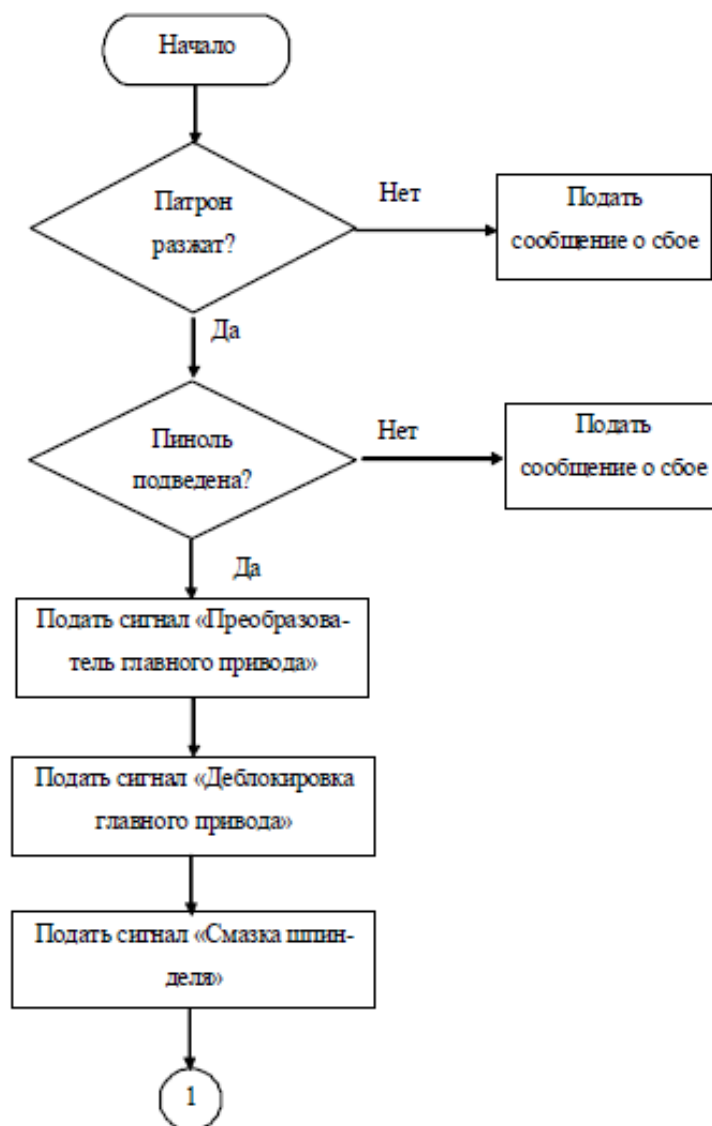 Начало
Патрон
разжат?
Нет
Подать
сообщение о сбое
Да
Пиноль
подведена?
Нет
Подать
сообщение о сбое
Да
Подать сигнал «Преобразова-
тель главного привода»
Подать сигнал «Деблокировка
главного привода»
Подать сигнал «Смазка шпин-
деля»
1